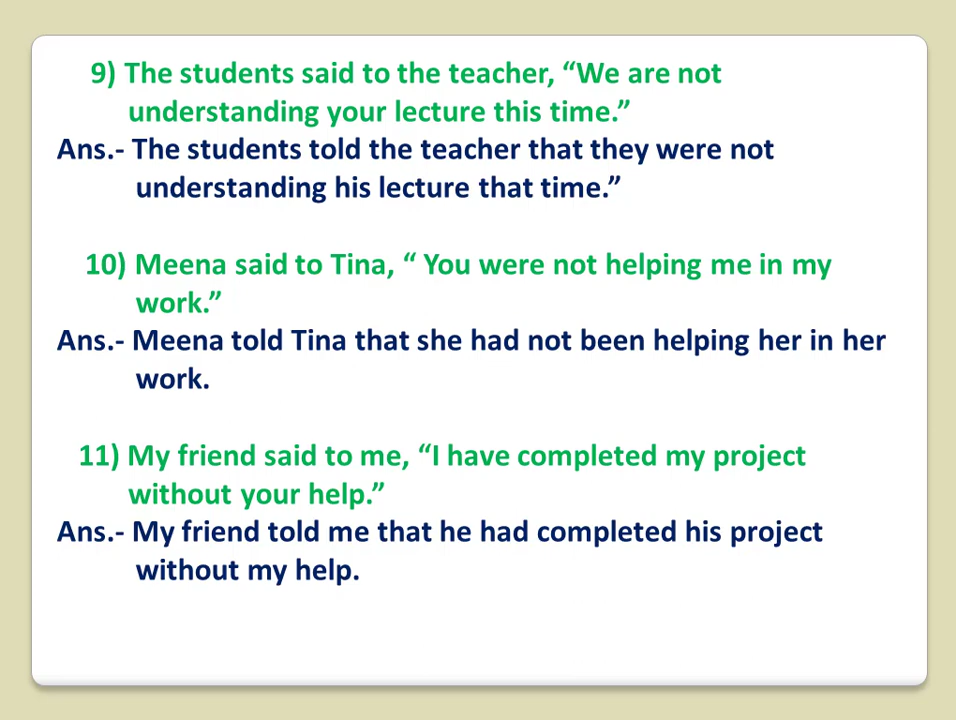 9) The students said to the teacher, “We are not
understanding your lecture this time.”
Ans.- The students told the teacher that they were not
understanding his lecture that time.”
10) Meena said to Tina, “ You were not helping me in my
work.”
Ans.- Meena told Tina that she had not been helping her in her
work.
11) My friend said to me, “I have completed my project
without your help.”
Ans.- My friend told me that he had completed his project
without my help.